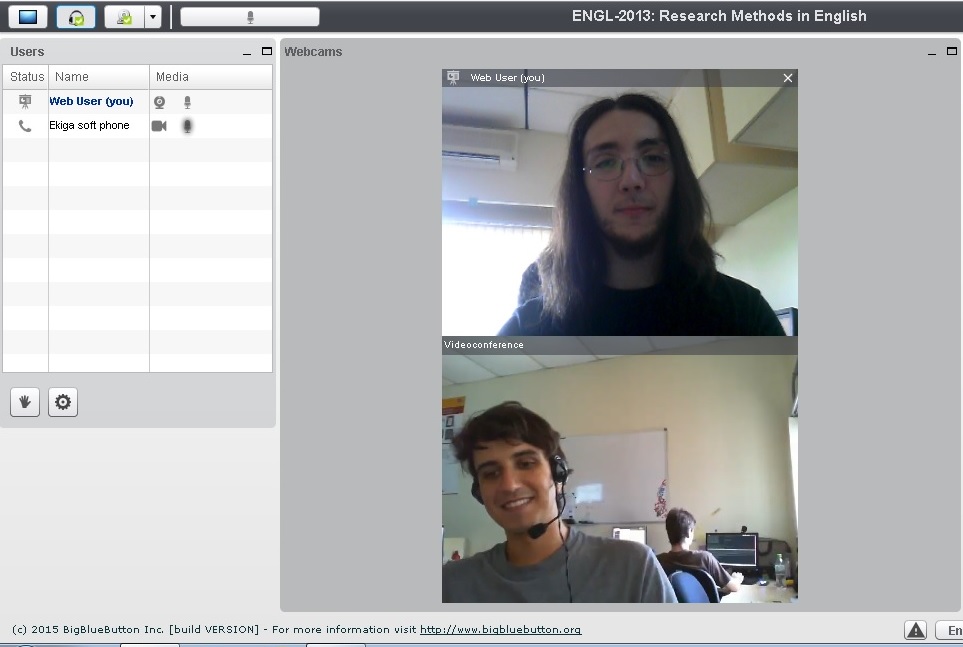 ENGL-2013: Research Methods in English
Users
Webcams
Status Name Media
Web User (you)
Ekiga soft phone
Web User (you)
Videoconference
(c) 2015 BigBlueButton Inc. [build VERSION] - For more information visit http://www.bigbluebutton.org
En